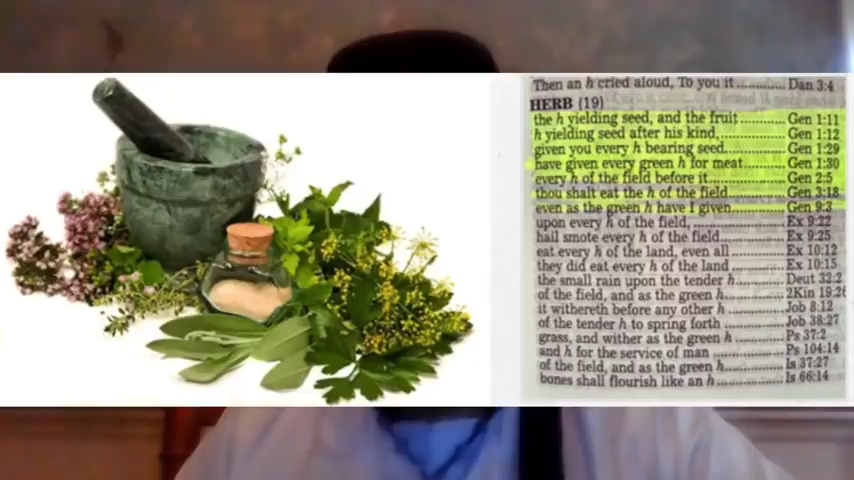 Then an h cried aloud, To you it ............ Dan 3:4
HERB (19)
the h yielding seed, and the fruit .......... Gen 1:11
h yielding seed after his kind, .............. Gen 1:12
given you every h bearing seed ............ Gen 1:29
have given every green h for meat ........ Gen 1:30
every h of the field before it ................. Gen 2:5
thou shalt eat the h of the field ............ Gen 3:18
even as the green h have I given ........... Gen 9:3
upon every h of the field, ..................... Ex 9:22
hail smote every h of the field .............. Ex 9:25
eat every h of the land, even all ........... Ex 10:12
they did eat every h of the land ........... Ex 10:15
the small rain upon the tender h .......... Deut 32:2
of the field, and as the green h ............ 2Kin 19:26
it withereth before any other h ............ Job 8:12
of the tender h to spring forth ............. Job 38:27
grass, and wither as the green h .......... Ps 37:2
and h for the service of man ................ Ps 104:14
of the field, and as the green h ............ Is 37:27
bones shall flourish like an h ............... Is 66:14